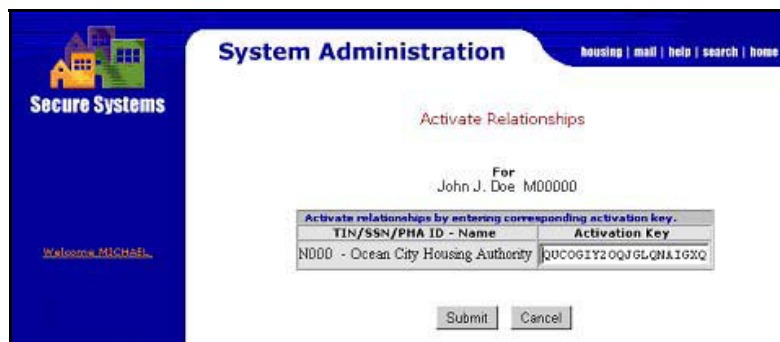 System Administration
housing | mail | help | search | home
Secure Systems
Activate Relationships
For
John J. Doe M00000
Activate relationships by entering corresponding activation key.
TIN/SSN/PHA ID - Name Activation Key
N000 - Ocean City Housing Authority QUCOGIYZOQJGLQNAIGXQ
Welcome MICHAEL.
Submit Cancel